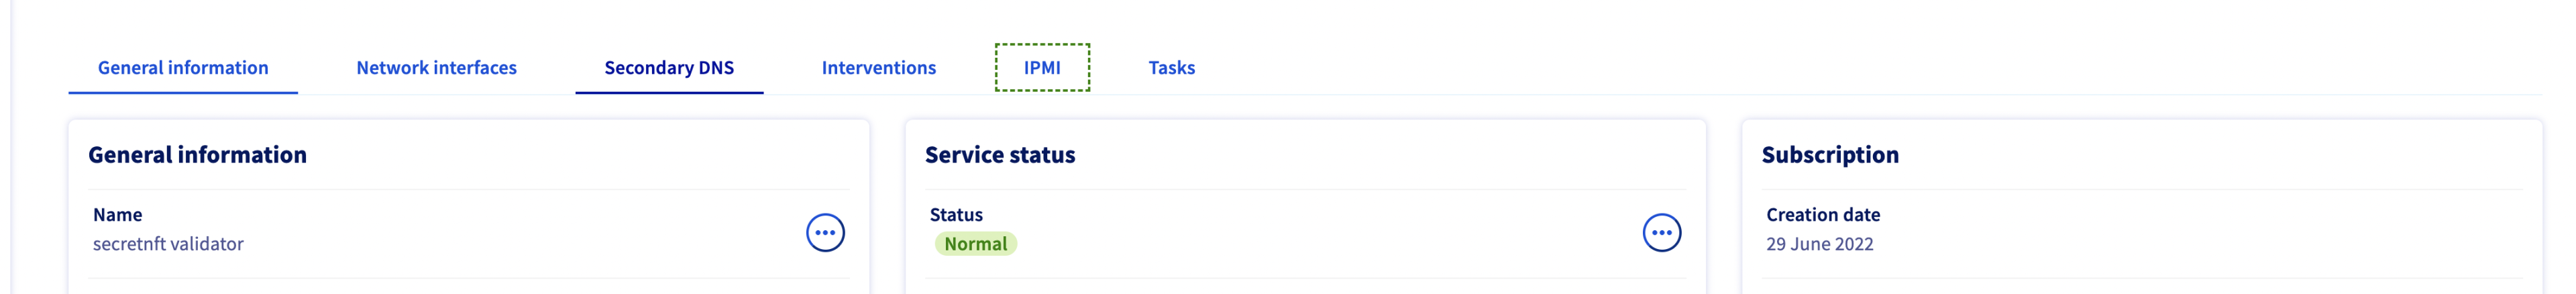 General information Network interfaces Secondary DNS Interventions IPMI Tasks
General information
Name
secretnft validator
Service status
Status
Normal
Subscription
Creation date
29 June 2022